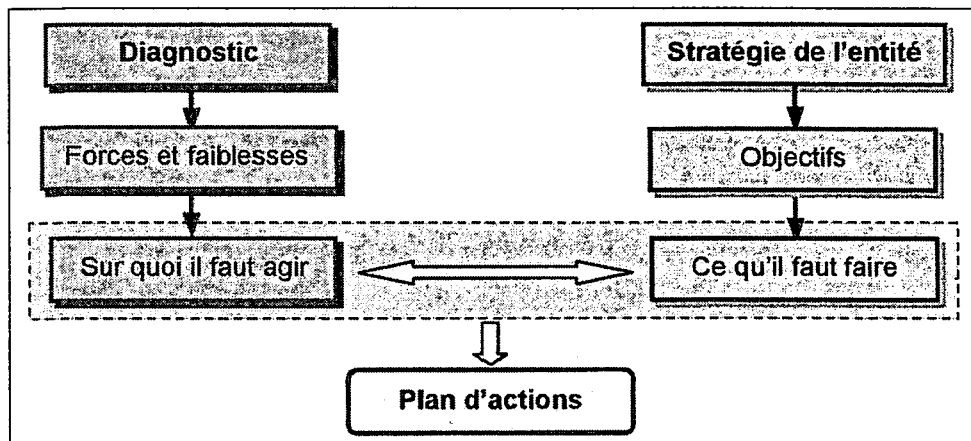 Diagnostic
Stratégie de l'entité
Forces et faiblesses
Objectifs
Sur quoi il faut agir
Ce qu'il faut faire
Plan d'actions